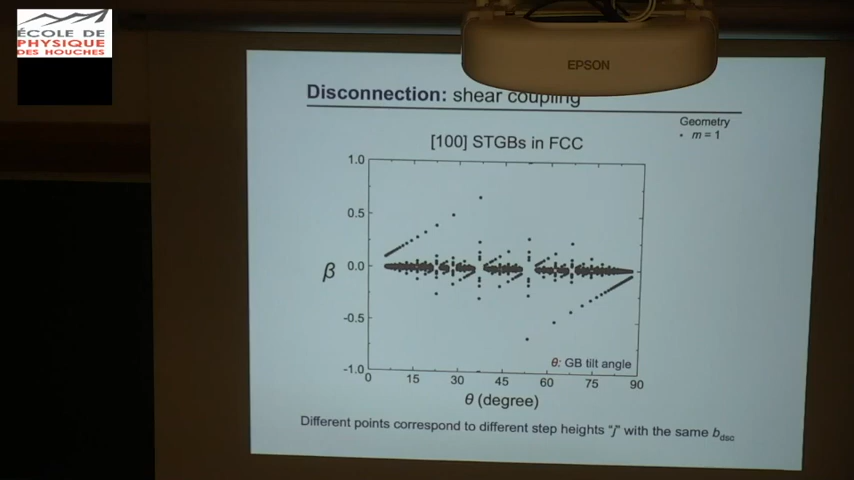 ÉCOLE DE
PHYSIQUE
DES HOUCHES
EPSON
Disconnection: shear coupling
Geometry
• m = 1
[100] STGBs in FCC
1.0
0.5
0.0
-0.5
-1.0
β
θ: GB tilt angle
0 15 30 45 60 75 90
θ (degree)
Different points correspond to different step heights "j" with the same b_dsc